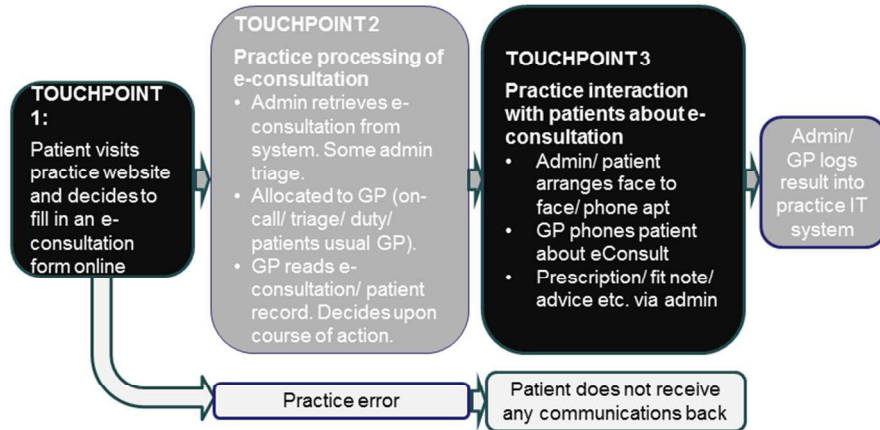 TOUCHPOINT
1:
Patient visits
practice website
and decides to
fill in an e-
consultation
form online
TOUCHPOINT 2
Practice processing of
e-consultation
• Admin retrieves e-
consultation from
system. Some admin
triage.
• Allocated to GP (on-
call/ triage/ duty/
patients usual GP).
• GP reads e-
consultation/ patient
record. Decides upon
course of action.
TOUCHPOINT 3
Practice interaction
with patients about e-
consultation
• Admin/ patient
arranges face to
face/ phone apt
• GP phones patient
about eConsult
• Prescription/ fit note/
advice etc. via admin
Admin/
GP logs
result into
practice IT
system
Practice error
Patient does not receive
any communications back